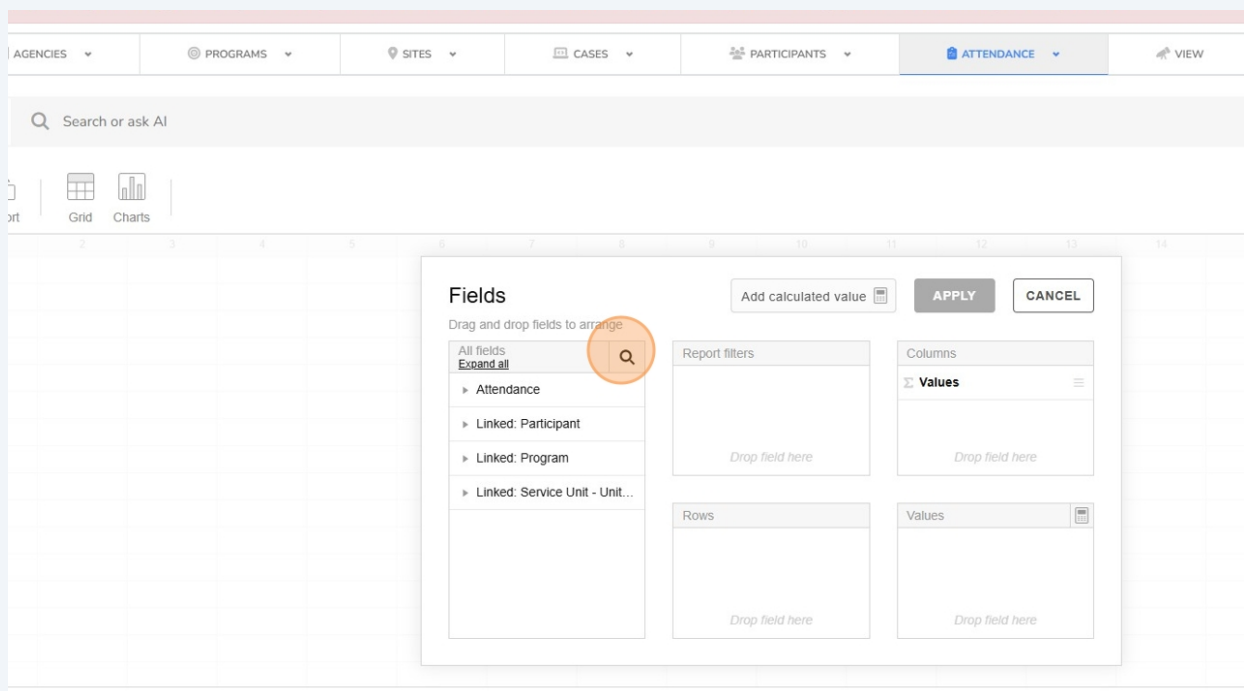 AGENCIES PROGRAMS SITES CASES PARTICIPANTS ATTENDANCE VIEW
Search or ask AI
Grid Charts
2 3 4 5 6 7 8 9 10 11 12 13 14
Fields
Add calculated value
APPLY
CANCEL
Drag and drop fields to arrange
All fields
Expand all
Attendance
Linked: Participant
Linked: Program
Linked: Service Unit - Unit...
Report filters
Drop field here
Columns
Σ Values
Drop field here
Rows
Drop field here
Values
Drop field here